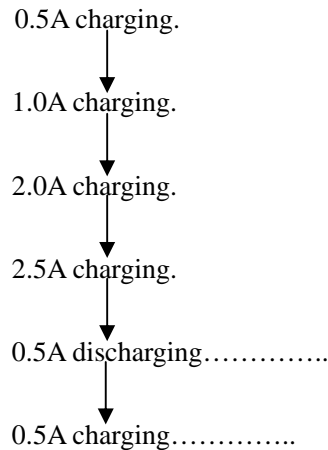 0.5A charging.
1.0A charging.
2.0A charging.
2.5A charging.
0.5A discharging…………..
0.5A charging…………..